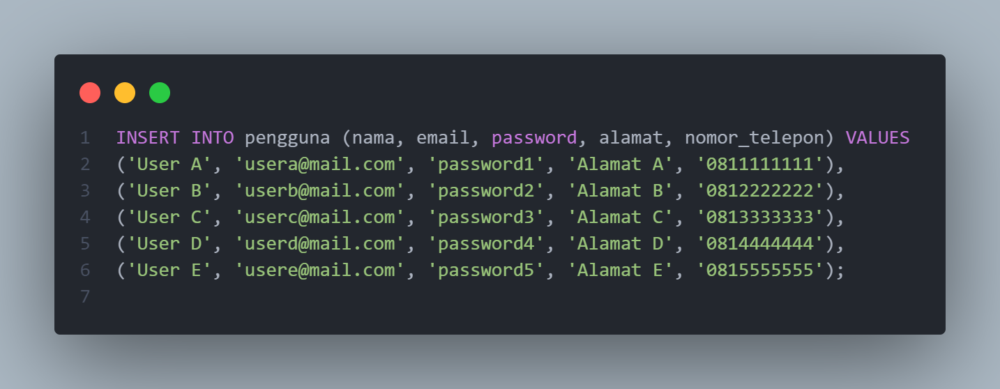 1 INSERT INTO pengguna (nama, email, password, alamat, nomor_telepon) VALUES
2 ('User A', 'usera@mail.com', 'password1', 'Alamat A', '0811111111'),
3 ('User B', 'userb@mail.com', 'password2', 'Alamat B', '0812222222'),
4 ('User C', 'userc@mail.com', 'password3', 'Alamat C', '0813333333'),
5 ('User D', 'userd@mail.com', 'password4', 'Alamat D', '0814444444'),
6 ('User E', 'usere@mail.com', 'password5', 'Alamat E', '0815555555');
7